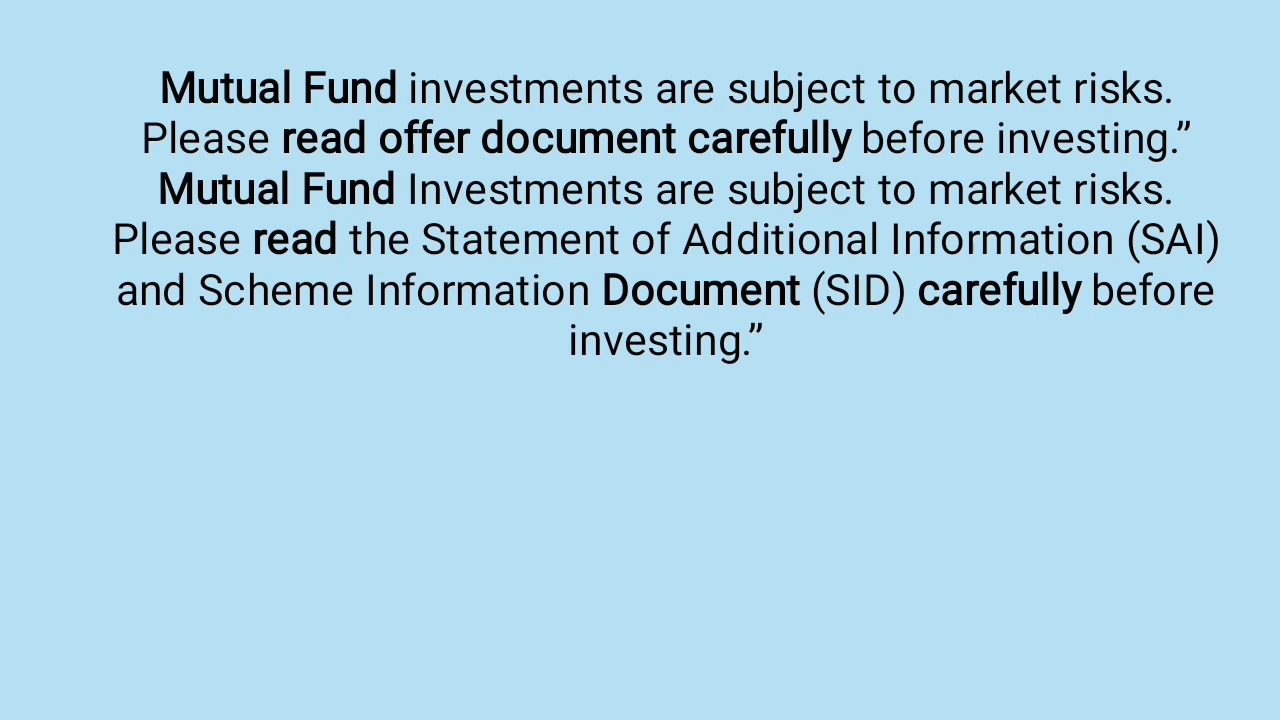 Mutual Fund investments are subject to market risks.
Please read offer document carefully before investing.”
Mutual Fund Investments are subject to market risks.
Please read the Statement of Additional Information (SAI)
and Scheme Information Document (SID) carefully before
investing.”